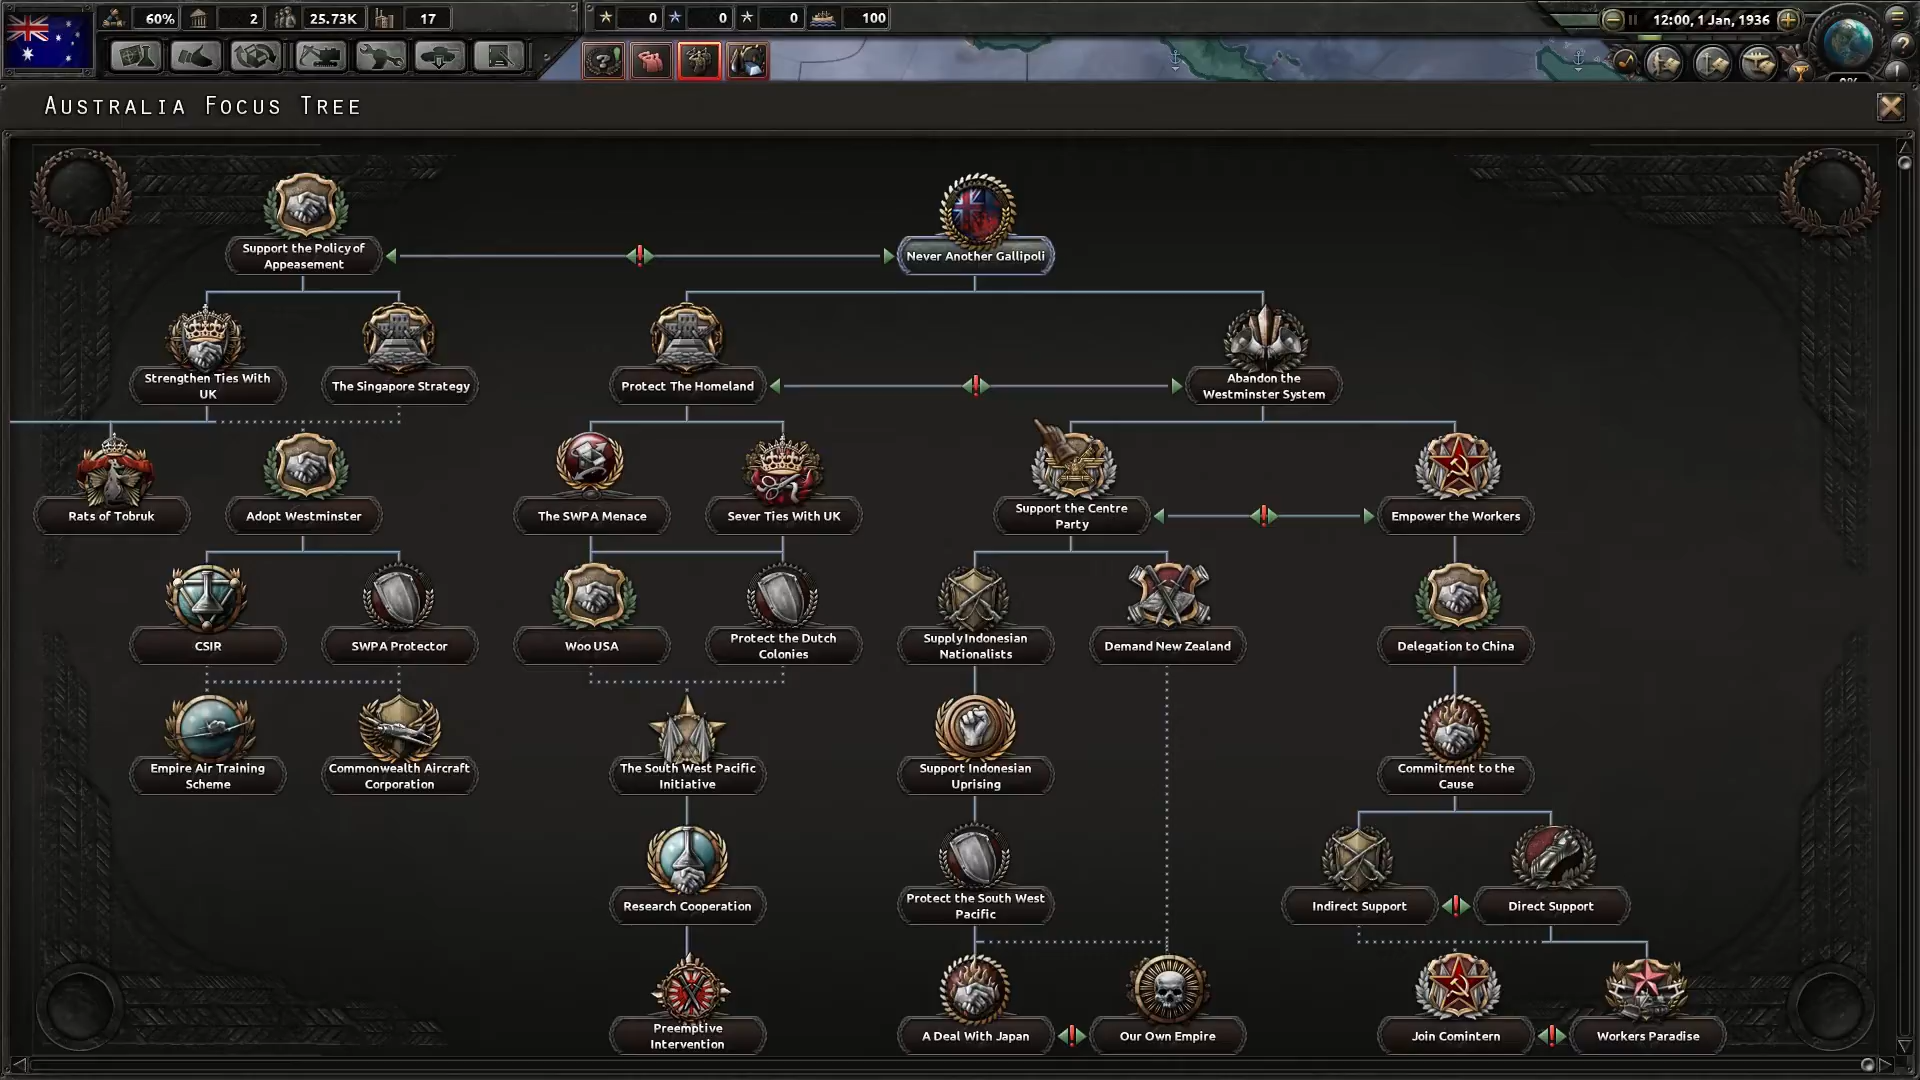 60%
2
25.73K
17
0
0
0
100
12:00, 1 Jan, 1936
Australia Focus Tree
Support the Policy of
Appeasement
Never Another Gallipoli
Strengthen Ties With
UK
The Singapore Strategy
Protect The Homeland
Abandon the
Westminster System
Rats of Tobruk
Adopt Westminster
The SWPA Menace
Sever Ties With UK
Support the Centre
Party
Empower the Workers
CSIR
SWPA Protector
Woo USA
Protect the Dutch
Colonies
Supply Indonesian
Nationalists
Demand New Zealand
Delegation to China
Empire Air Training
Scheme
Commonwealth Aircraft
Corporation
The South West Pacific
Initiative
Support Indonesian
Uprising
Commitment to the
Cause
Research Cooperation
Protect the South West
Pacific
Indirect Support
Direct Support
Preemptive
Intervention
A Deal With Japan
Our Own Empire
Join Comintern
Workers Paradise